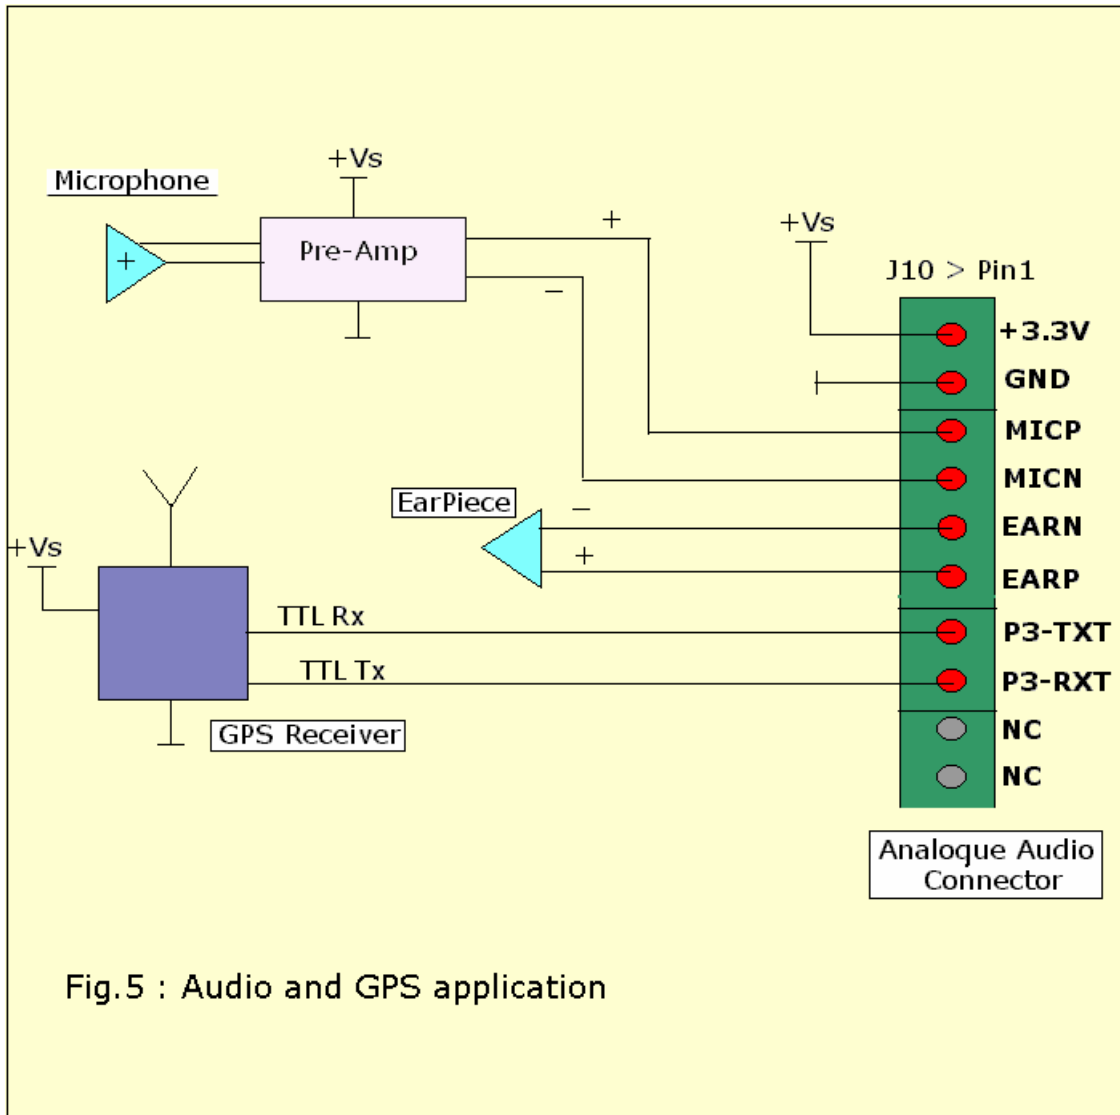 Microphone
+Vs
Pre-Amp
+
−
+Vs
J10 > Pin1
+3.3V
GND
MICP
MICN
EarPiece
−
EARN
+
EARP
+Vs
TTL Rx
P3-TXT
TTL Tx
P3-RXT
GPS Receiver
NC
NC
Analoque Audio
Connector
Fig.5 : Audio and GPS application
+